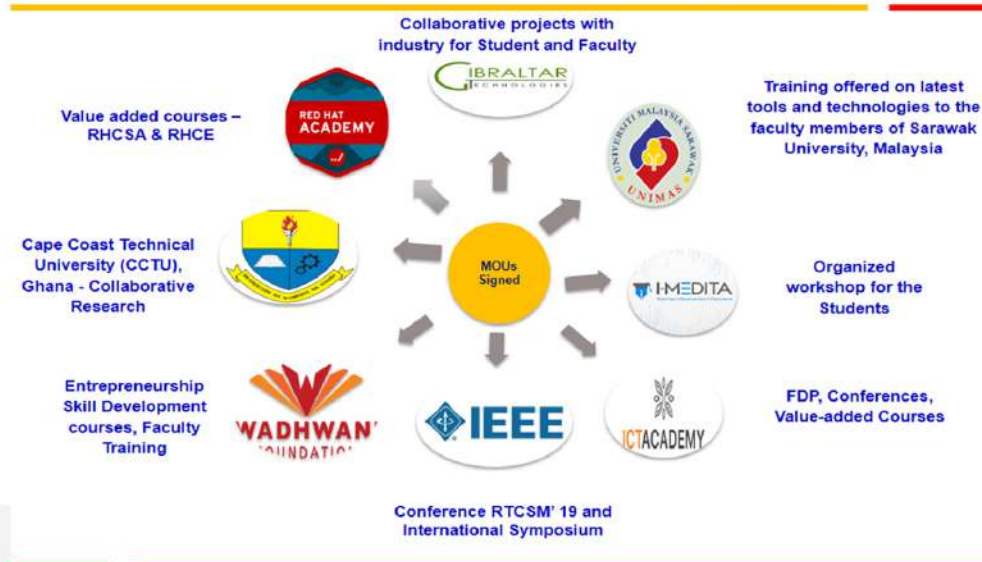 Collaborative projects with
industry for Student and Faculty
GIBRALTAR
TECHNOLOGIES
Value added courses –
RHCSA & RHCE
RED HAT
ACADEMY
UNIVERSITI MALAYSIA SARAWAK
UNIMAS
Training offered on latest
tools and technologies to the
faculty members of Sarawak
University, Malaysia
Cape Coast Technical
University (CCTU),
Ghana - Collaborative
Research
MOUs
Signed
I-MEDITA
Organized
workshop for the
Students
Entrepreneurship
Skill Development
courses, Faculty
Training
WADHWAN
OUNDATIO
IEEE
ICTACADEMY
FDP, Conferences,
Value-added Courses
Conference RTCSM' 19 and
International Symposium